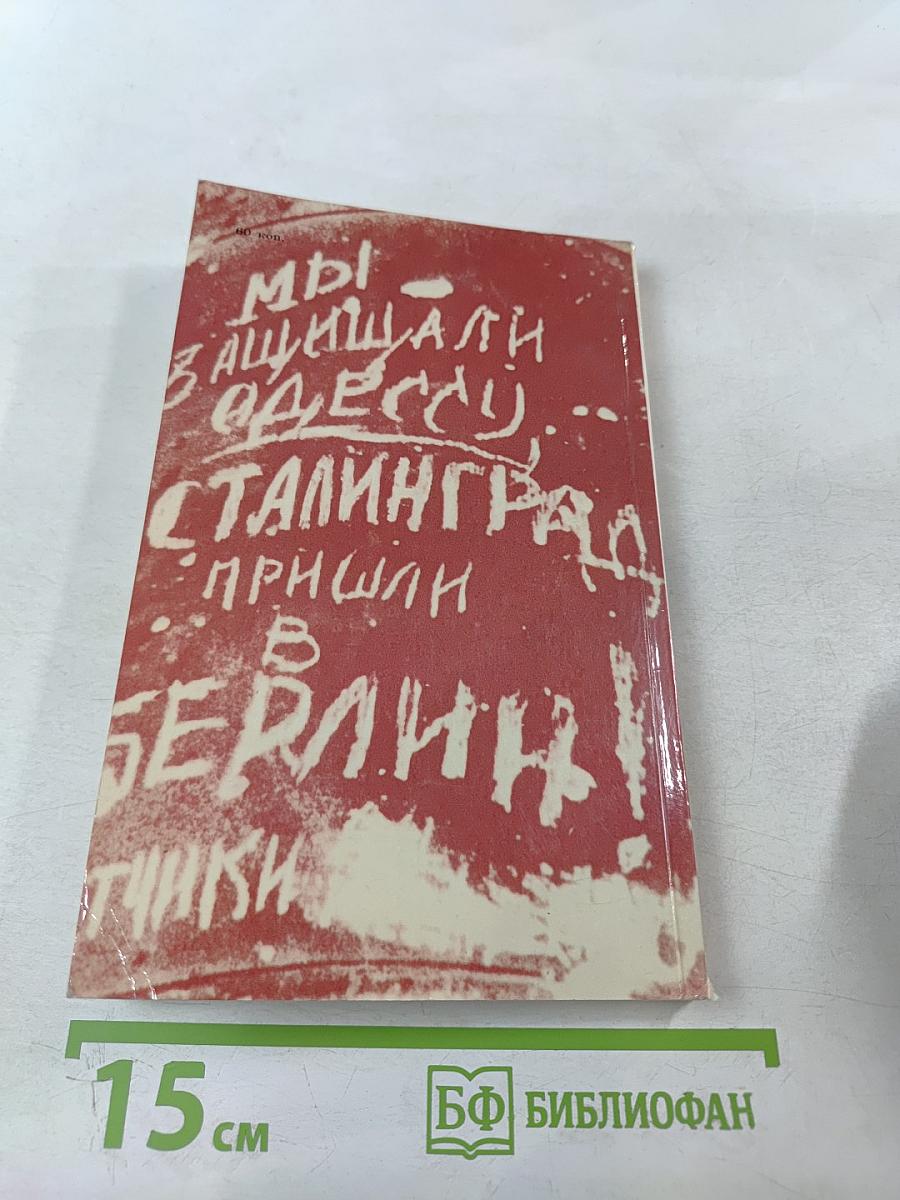 60 коп.
МЫ
ЗАЩИЩАЛИ
ОДЕССУ,
СТАЛИНГРАД,
ПРИШЛИ
В
БЕРЛИН!
ТЧИКИ
15 см
БФ БИБЛИОФАН